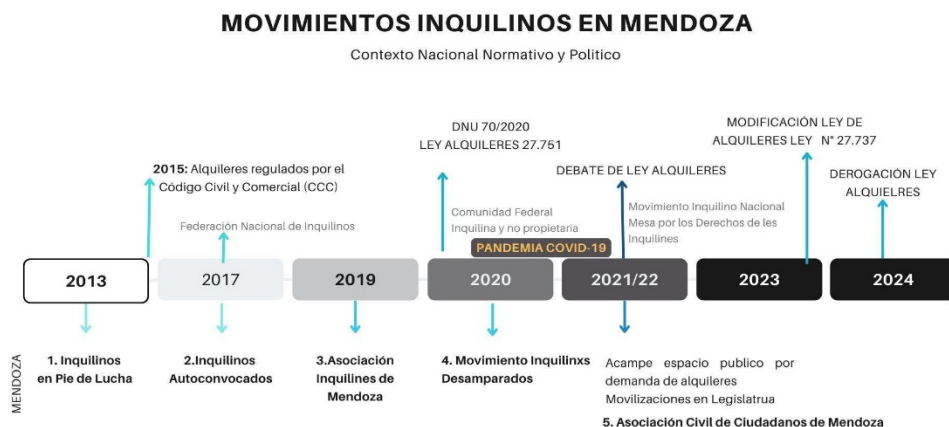 MOVIMIENTOS INQUILINOS EN MENDOZA
Contexto Nacional Normativo y Politico
2015: Alquileres regulados por el
Código Civil y Comercial (CCC)
Federación Nacional de Inquilinos
DNU 70/2020
LEY ALQUILERES 27.751
Comunidad Federal
Inquilina y no propietaria
PANDEMIA COVID-19
DEBATE DE LEY ALQUILERES
Movimiento Inquilino Nacional
Mesa por los Derechos de les
Inquilines
MODIFICACIÓN LEY DE
ALQUILERES LEY N° 27.737
DEROGACIÓN LEY
ALQUIELRES
2013
2017
2019
2020
2021/22
2023
2024
MENDOZA
1. Inquilinos
en Pie de Lucha
2.Inquilinos
Autoconvocados
3.Asociación
Inquilines de
Mendoza
4. Movimiento Inquilinxs
Desamparados
Acampe espacio publico por
demanda de alquileres
Movilizaciones en Legislatrua
5. Asociación Civil de Ciudadanos de Mendoza